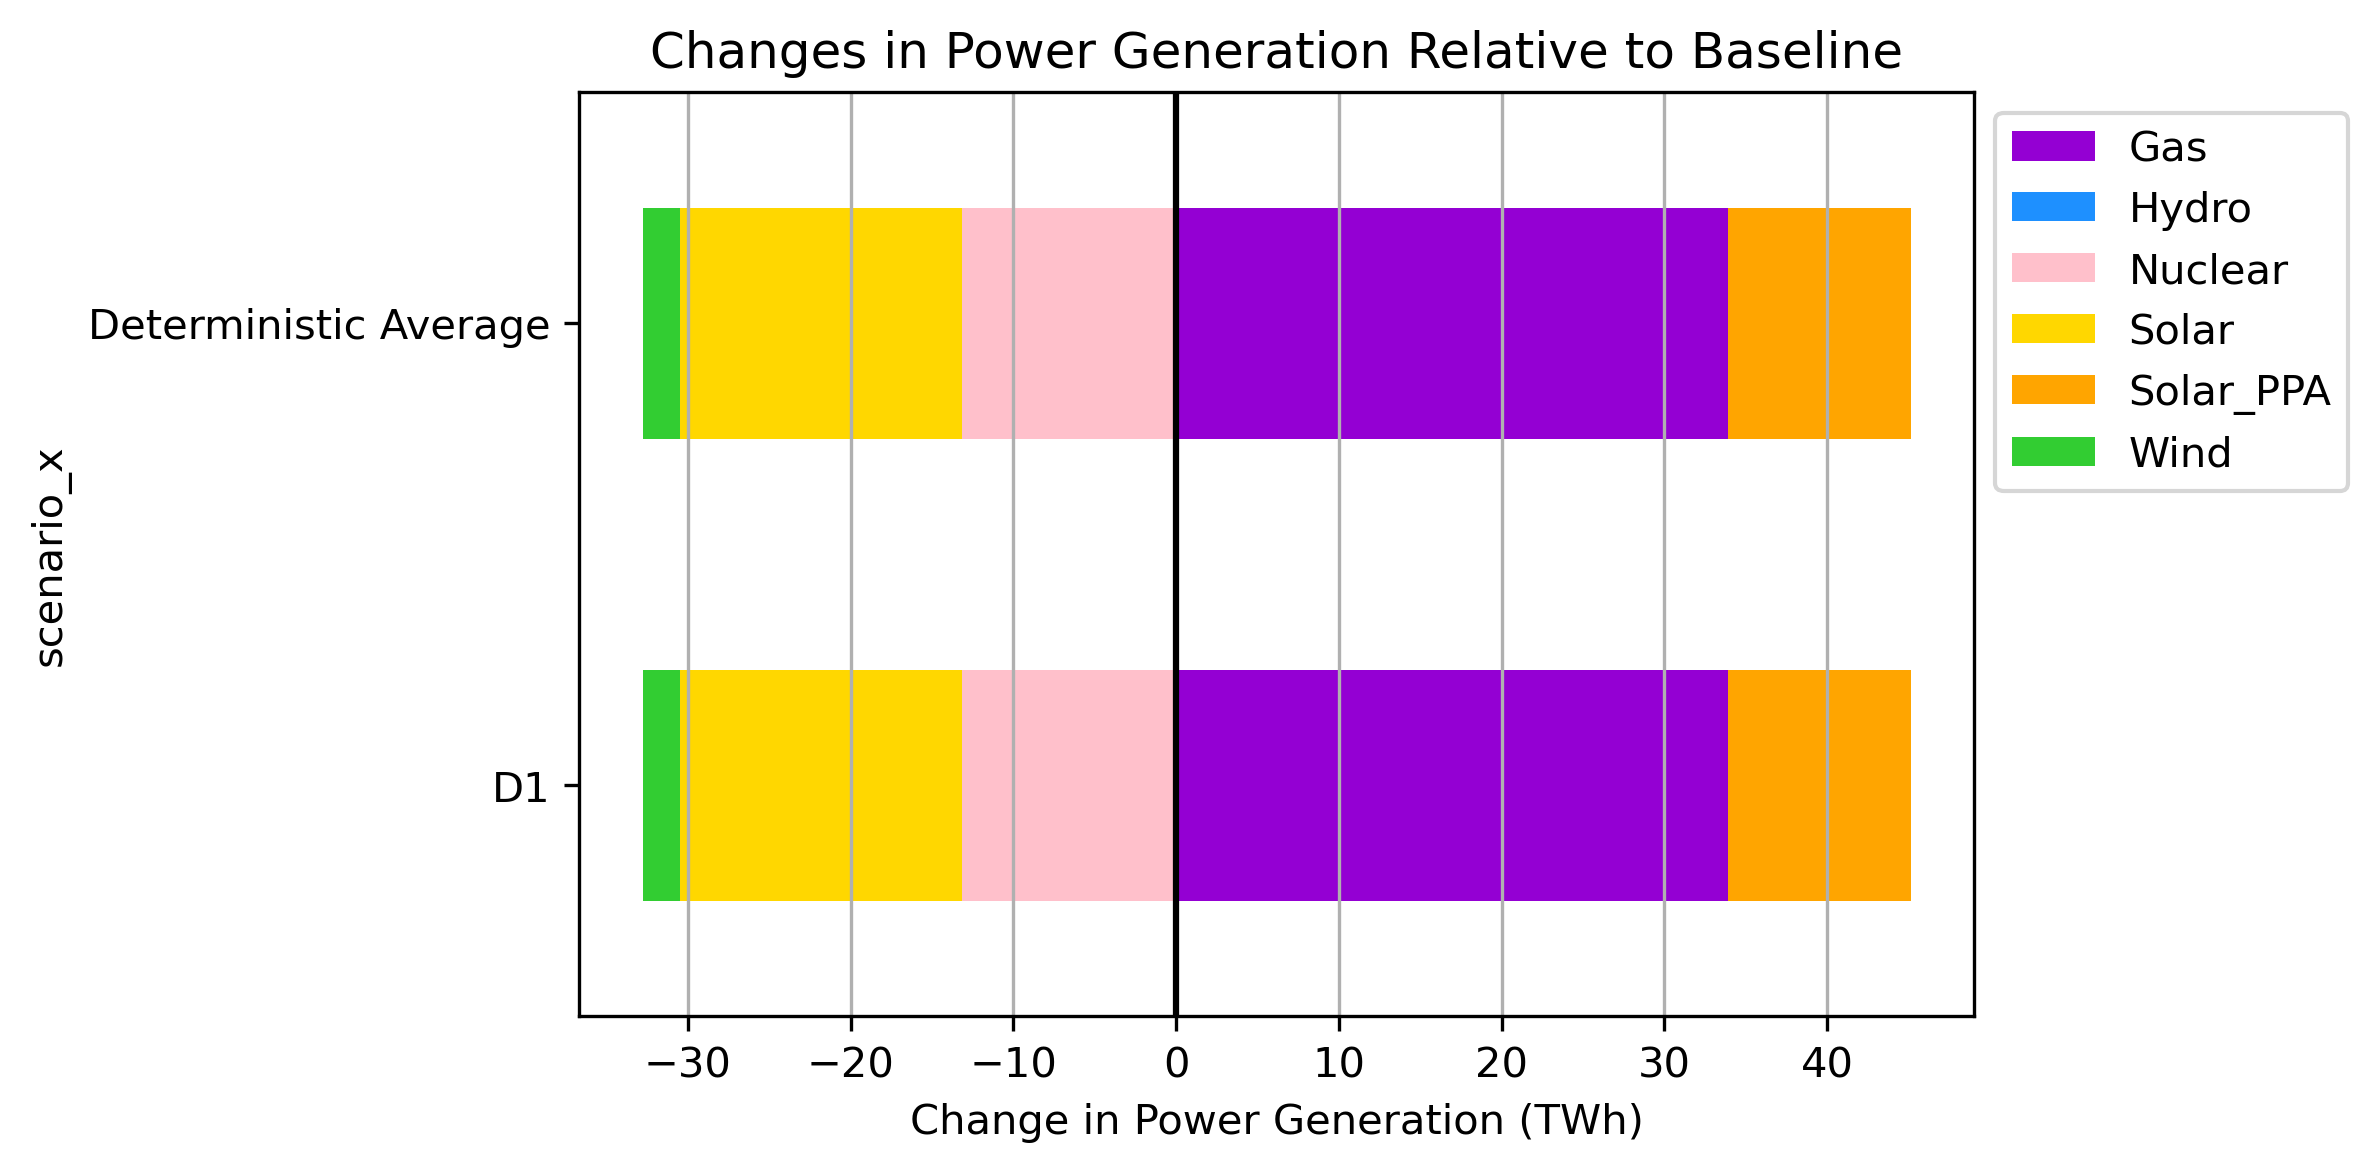 Changes in Power Generation Relative to Baseline
Gas
Hydro
Nuclear
Solar
Solar_PPA
Wind
Deterministic Average
D1
scenario_x
−30
−20
−10
0
10
20
30
40
Change in Power Generation (TWh)